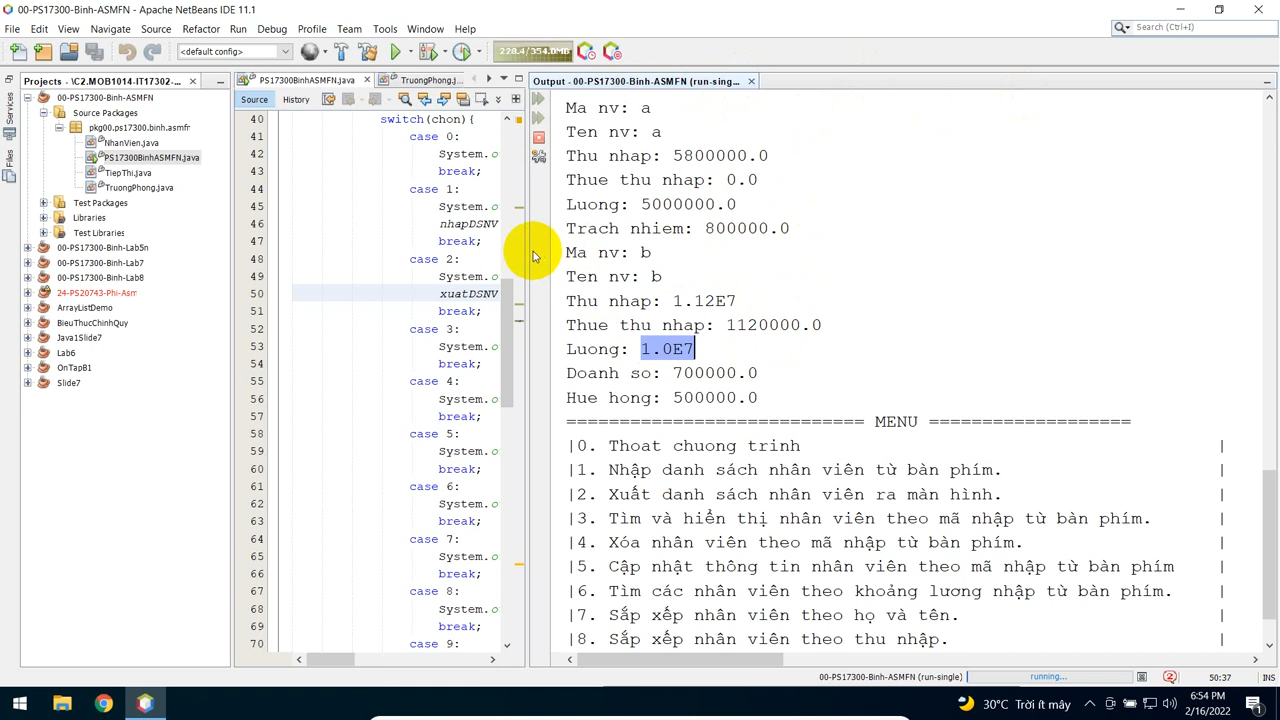 00-PS17300-Binh-ASMFN - Apache NetBeans IDE 11.1
File Edit View Navigate Source Refactor Run Debug Profile Team Tools Window Help
Search (Ctrl+I)
<default config>
228.4/354.0MB
Projects - \C2.MOB1014-IT17302-...
PS17300BinhASMFN.java
TruongPhong.j...
Output - 00-PS17300-Binh-ASMFN (run-sing...
Services
Files
00-PS17300-Binh-ASMFN
Source Packages
pkg00.ps17300.binh.asmfn
NhanVien.java
PS17300BinhASMFN.java
TiepThi.java
TruongPhong.java
Test Packages
Libraries
Test Libraries
00-PS17300-Binh-Lab5n
00-PS17300-Binh-Lab7
00-PS17300-Binh-Lab8
24-PS20743-Phi-Asm
ArrayListDemo
BieuThucChinhQuy
Java1Slide7
Lab6
OnTapB1
Slide7
Source History
40 switch(chon){
41 case 0:
42 System.o
43 break;
44 case 1:
45 System.o
46 nhapDSNV
47 break;
48 case 2:
49 System.o
50 xuatDSNV
51 break;
52 case 3:
53 System.o
54 break;
55 case 4:
56 System.o
57 break;
58 case 5:
59 System.o
60 break;
61 case 6:
62 System.o
63 break;
64 case 7:
65 System.o
66 break;
67 case 8:
68 System.o
69 break;
70 case 9:
Ma nv: a
Ten nv: a
Thu nhap: 5800000.0
Thue thu nhap: 0.0
Luong: 5000000.0
Trach nhiem: 800000.0
Ma nv: b
Ten nv: b
Thu nhap: 1.12E7
Thue thu nhap: 1120000.0
Luong: 1.0E7
Doanh so: 700000.0
Hue hong: 500000.0
============================ MENU ===================
|0. Thoat chuong trinh |
|1. Nhập danh sách nhân viên từ bàn phím. |
|2. Xuất danh sách nhân viên ra màn hình. |
|3. Tìm và hiển thị nhân viên theo mã nhập từ bàn phím. |
|4. Xóa nhân viên theo mã nhập từ bàn phím. |
|5. Cập nhật thông tin nhân viên theo mã nhập từ bàn phím |
|6. Tìm các nhân viên theo khoảng lương nhập từ bàn phím. |
|7. Sắp xếp nhân viên theo họ và tên. |
|8. Sắp xếp nhân viên theo thu nhập. |
00-PS17300-Binh-ASMFN (run-single)
running...
2
50:37
INS
30°C Trời ít mây
6:54 PM
2/16/2022
1